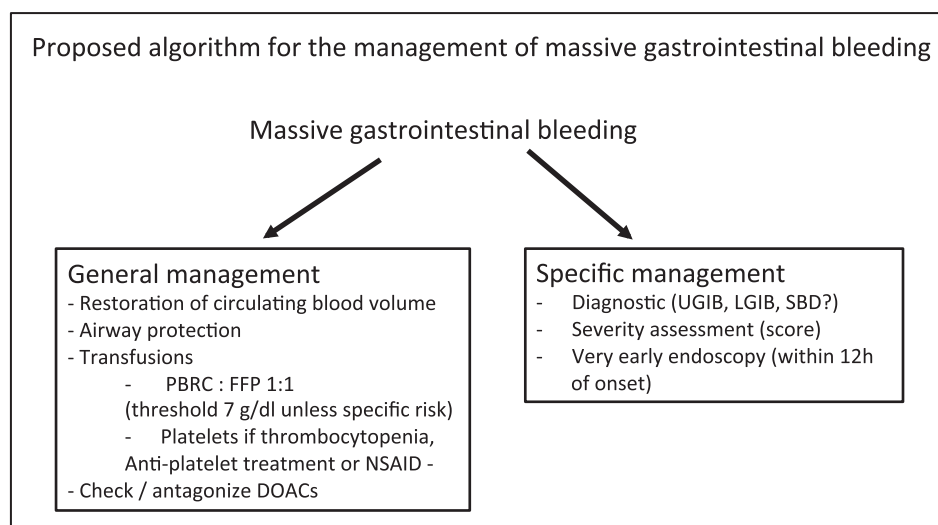 Proposed algorithm for the management of massive gastrointestinal bleeding
Massive gastrointestinal bleeding
General management
- Restoration of circulating blood volume
- Airway protection
- Transfusions
- PBRC : FFP 1:1
(threshold 7 g/dl unless specific risk)
- Platelets if thrombocytopenia,
Anti-platelet treatment or NSAID -
- Check / antagonize DOACs
Specific management
- Diagnostic (UGIB, LGIB, SBD?)
- Severity assessment (score)
- Very early endoscopy (within 12h
of onset)